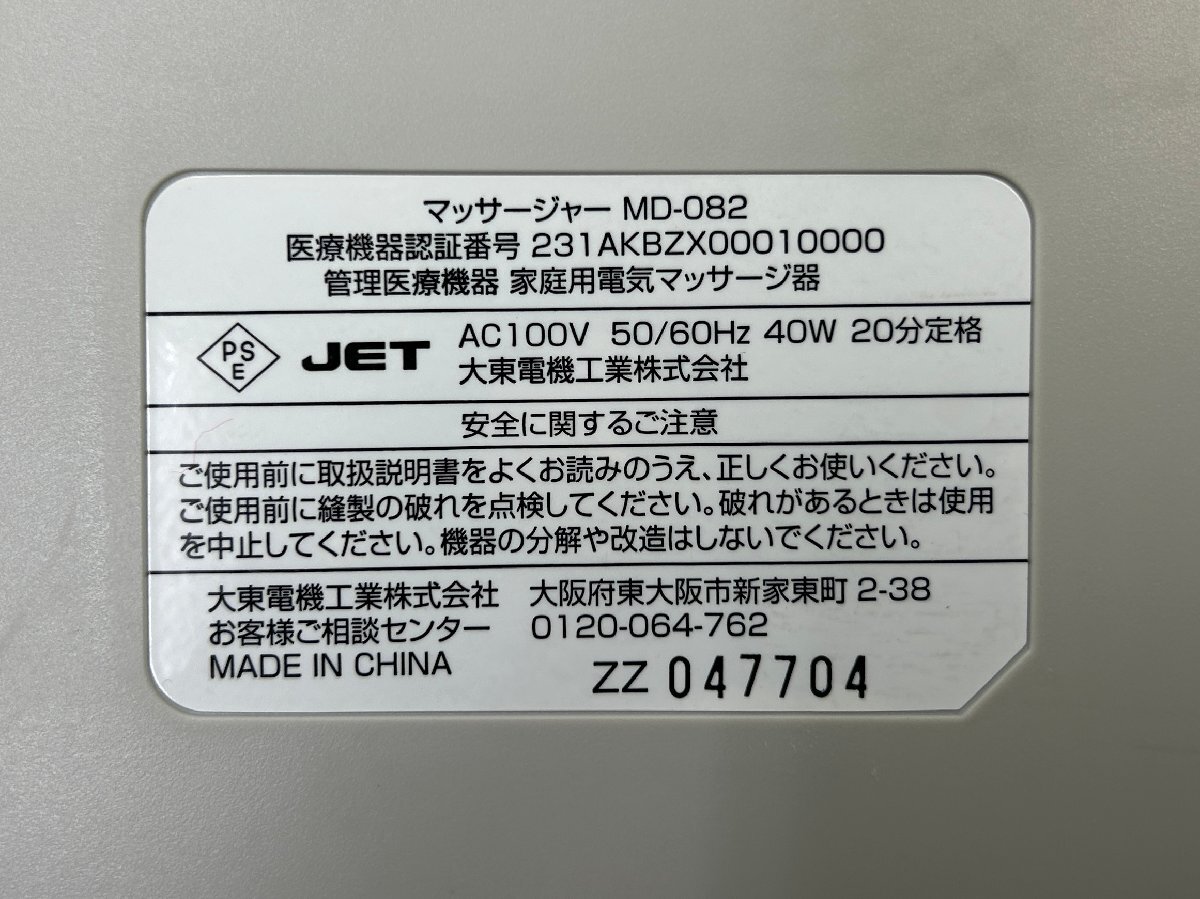 マッサージャー MD-082
医療機器認証番号 231AKBZX00010000
管理医療機器 家庭用電気マッサージ器
PS
E
JET
AC100V 50/60Hz 40W 20分定格
大東電機工業株式会社
安全に関するご注意
ご使用前に取扱説明書をよくお読みのうえ、正しくお使いください。
ご使用前に縫製の破れを点検してください。破れがあるときは使用
を中止してください。機器の分解や改造はしないでください。
大東電機工業株式会社 大阪府東大阪市新家東町 2-38
お客様ご相談センター 0120-064-762
MADE IN CHINA
ZZ 047704